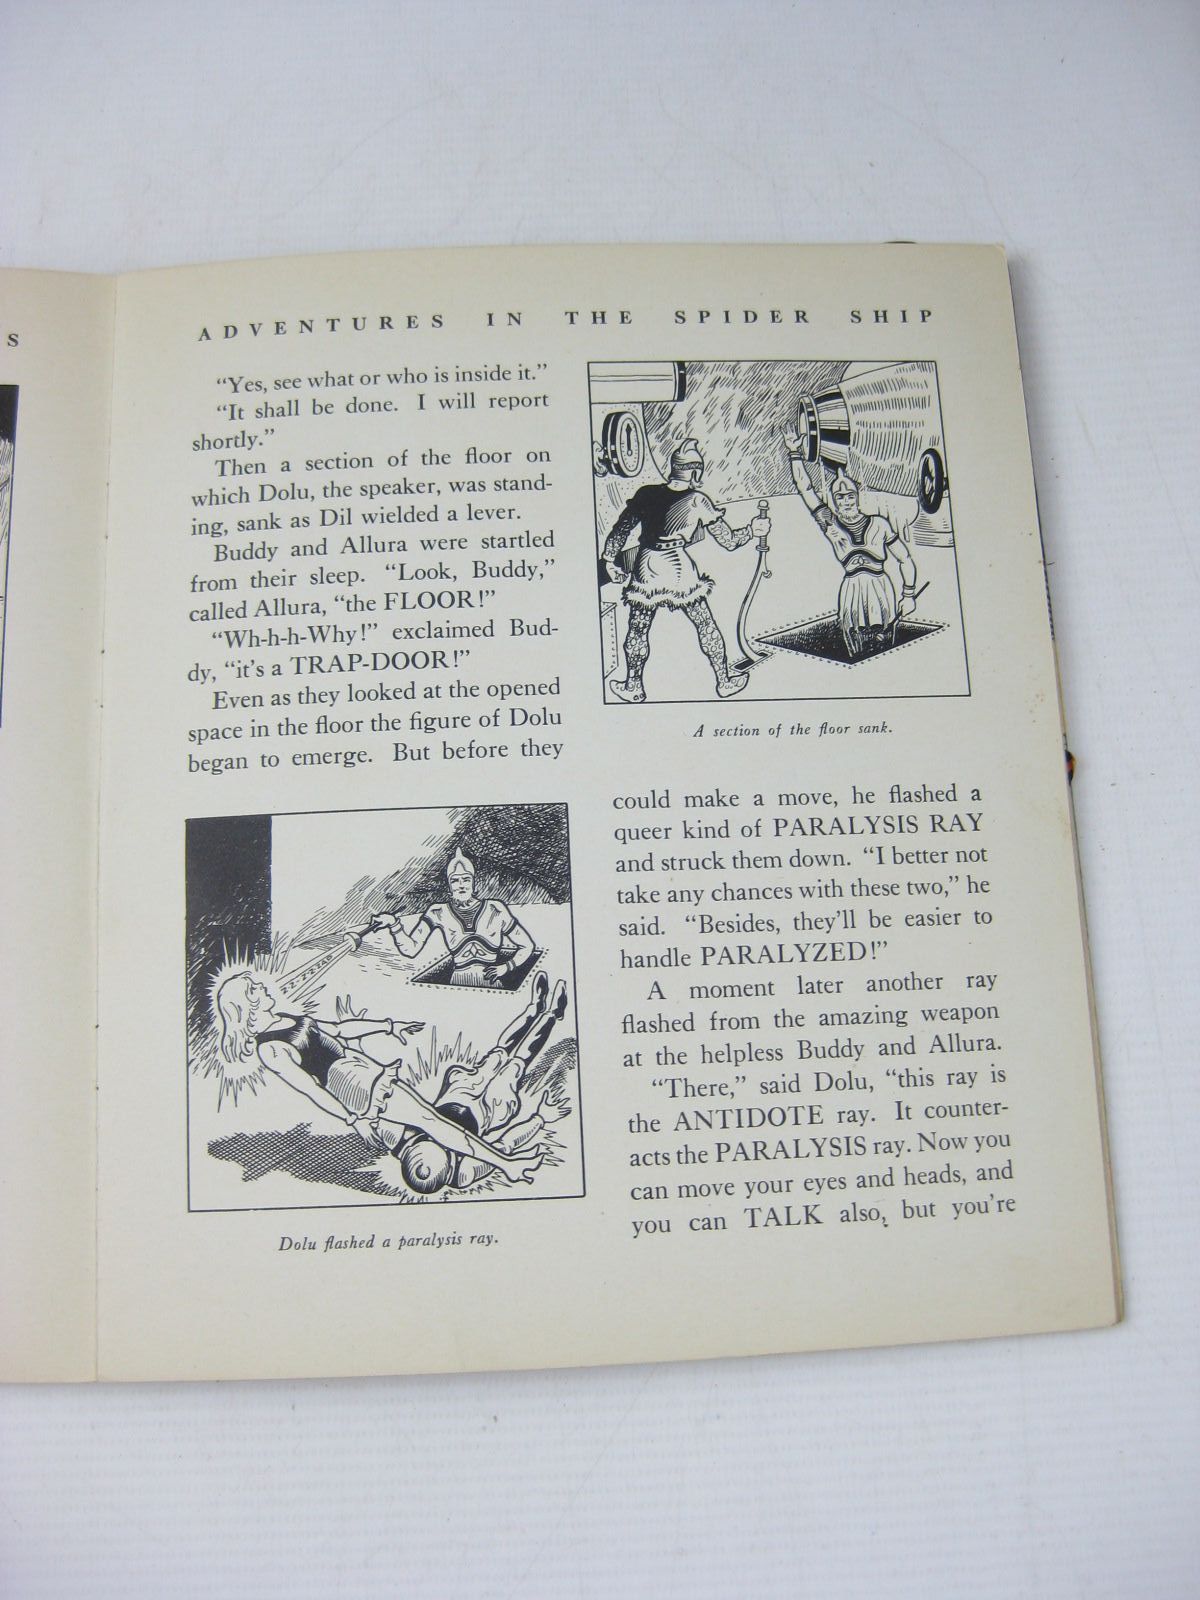 S
ADVENTURES IN THE SPIDER SHIP
“Yes, see what or who is inside it.”
“It shall be done. I will report
shortly.”
Then a section of the floor on
which Dolu, the speaker, was stand-
ing, sank as Dil wielded a lever.
Buddy and Allura were startled
from their sleep. “Look, Buddy,”
called Allura, “the FLOOR!”
“Wh-h-h-Why!” exclaimed Bud-
dy, “it's a TRAP-DOOR!”
Even as they looked at the opened
space in the floor the figure of Dolu
began to emerge. But before they
Z-Z-Z-Z-ZAB
Dolu flashed a paralysis ray.
A section of the floor sank.
could make a move, he flashed a
queer kind of PARALYSIS RAY
and struck them down. “I better not
take any chances with these two,” he
said. “Besides, they'll be easier to
handle PARALYZED!”
A moment later another ray
flashed from the amazing weapon
at the helpless Buddy and Allura.
“There,” said Dolu, “this ray is
the ANTIDOTE ray. It counter-
acts the PARALYSIS ray. Now you
can move your eyes and heads, and
you can TALK also, but you're